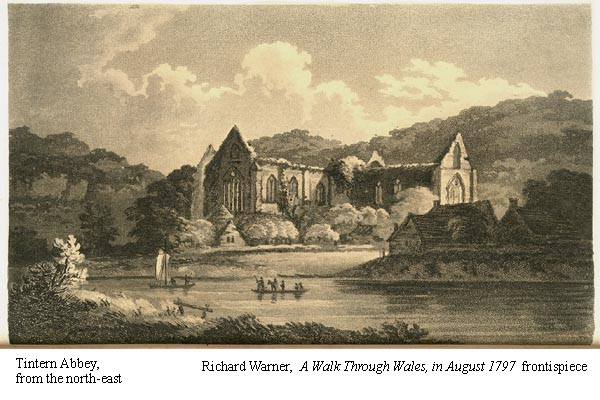 Tintern Abbey,
from the north-east
Richard Warner, A Walk Through Wales, in August 1797 frontispiece